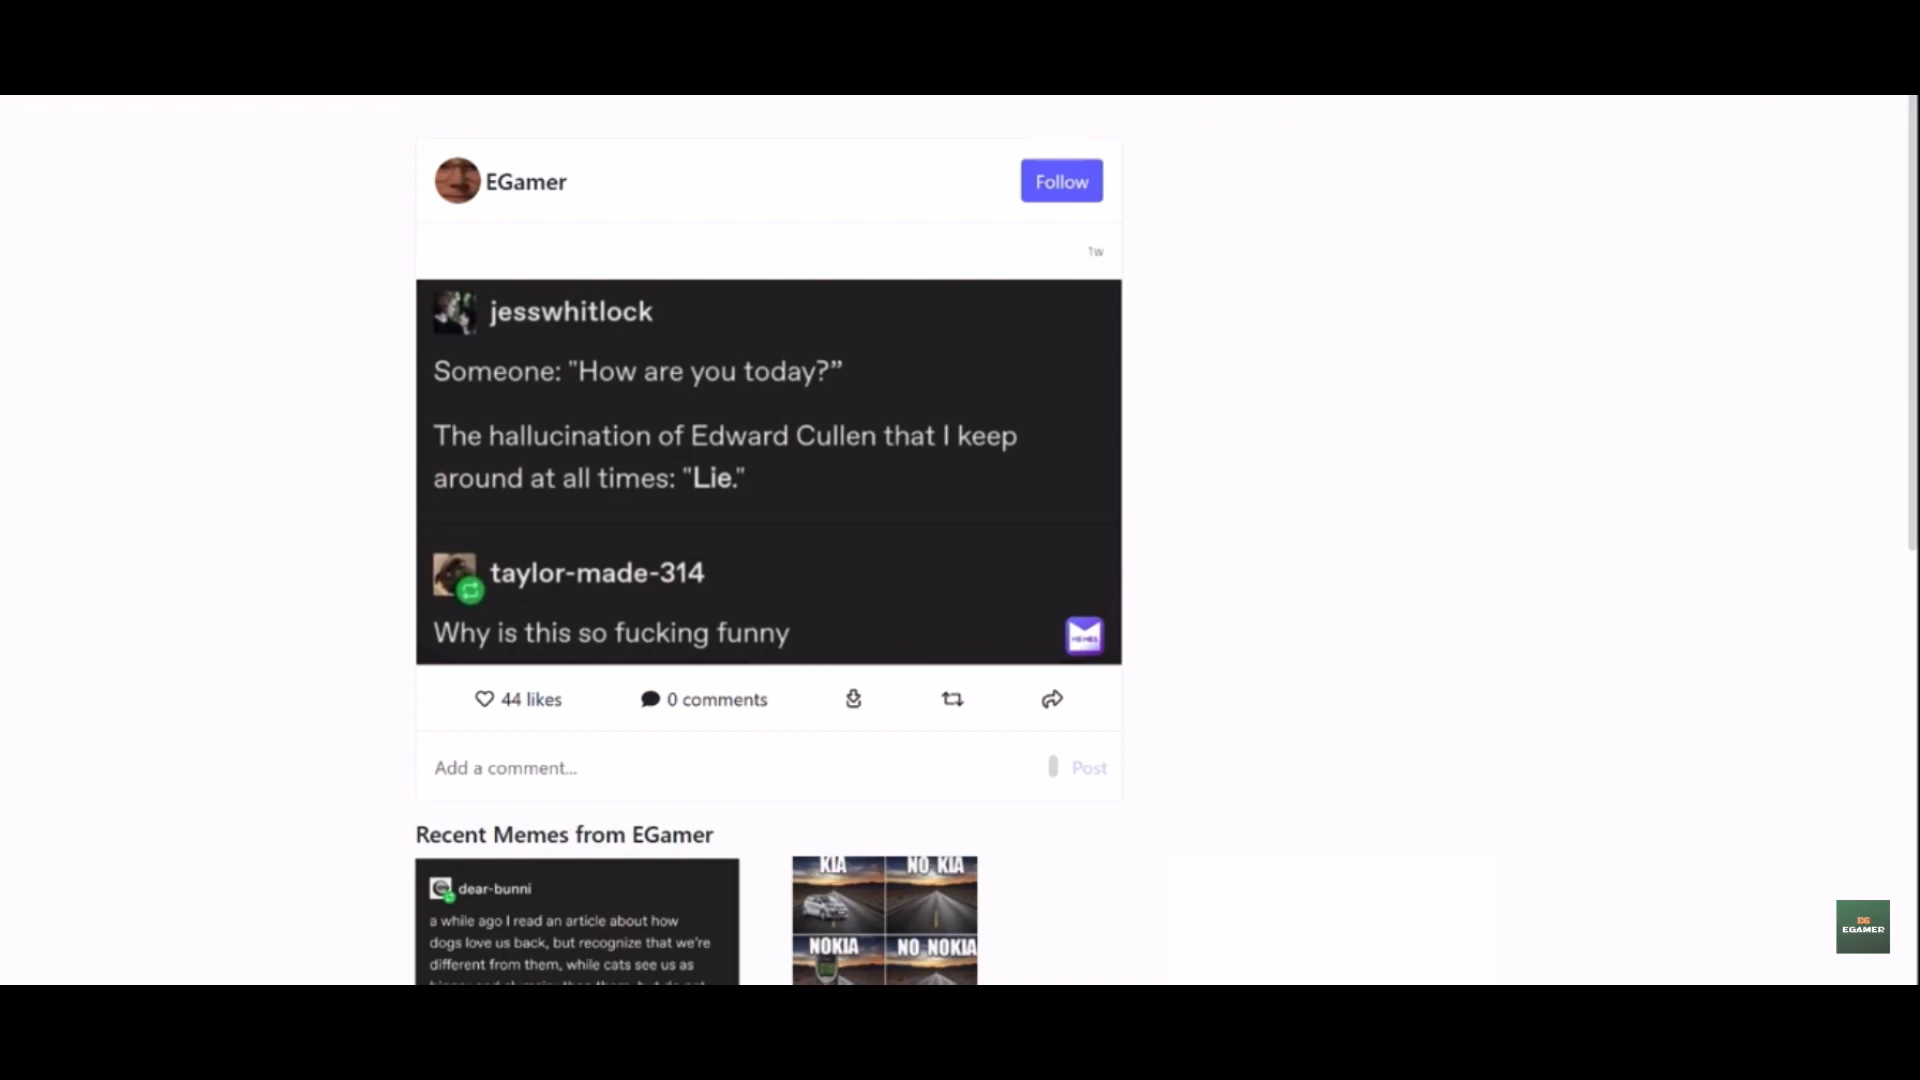 EGamer
Follow
1w
jesswhitlock
Someone: "How are you today?”
The hallucination of Edward Cullen that I keep
around at all times: "Lie."
taylor-made-314
Why is this so fucking funny
MEMES
44 likes
0 comments
Add a comment...
Post
Recent Memes from EGamer
dear-bunni
a while ago I read an article about how
dogs love us back, but recognize that we're
different from them, while cats see us as
KIA
NO KIA
NOKIA
NO NOKIA
EG
EGAMER